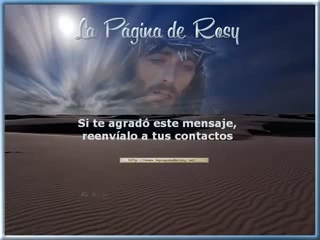 La Página de Rosy
Si te agradó este mensaje,
reenvíalo a tus contactos